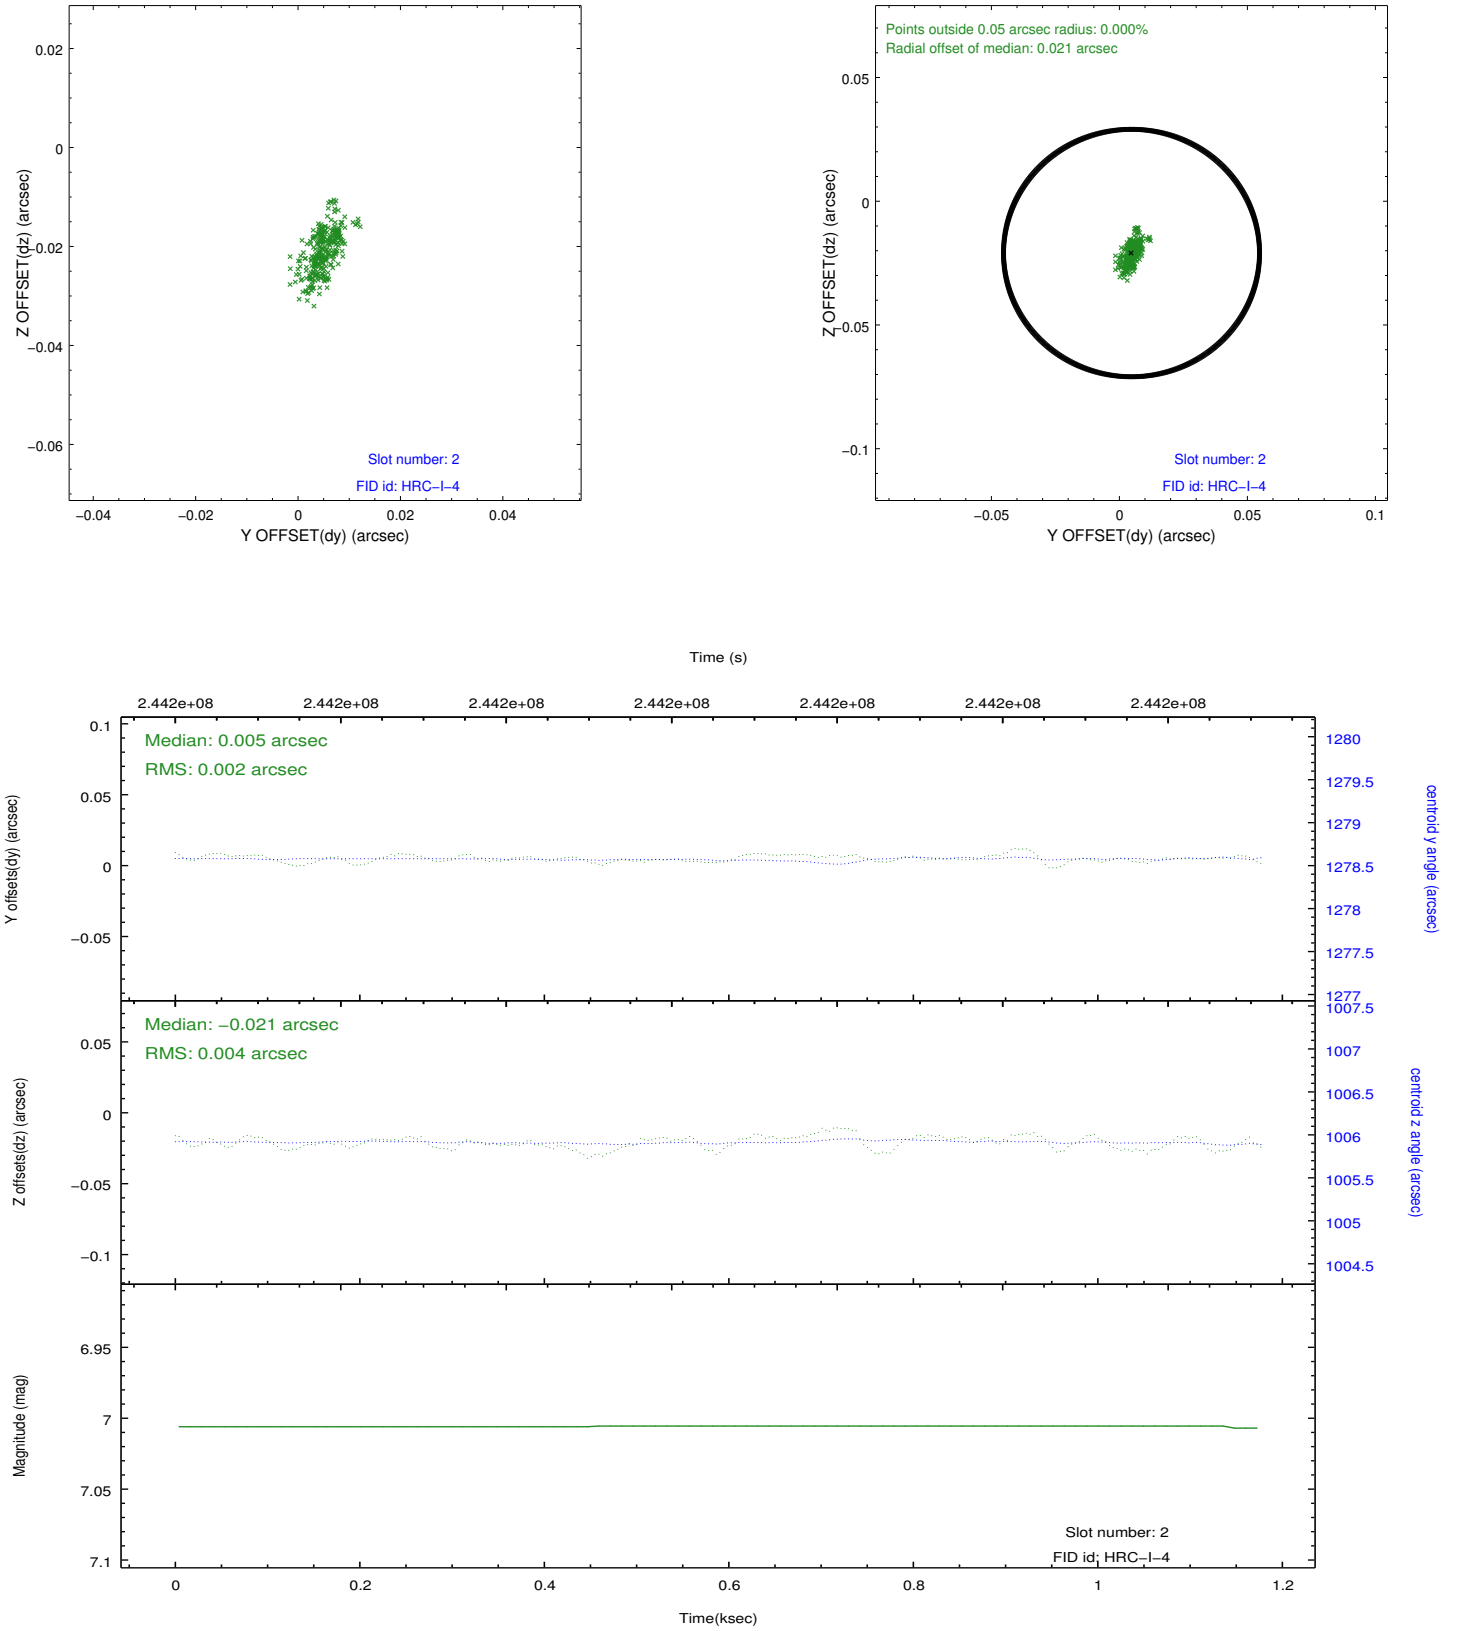 0.02
0
−0.02
−0.04
−0.06
Z OFFSET(dz) (arcsec)
Slot number: 2
FID id: HRC−I−4
−0.04 −0.02 0 0.02 0.04
Y OFFSET(dy) (arcsec)
Points outside 0.05 arcsec radius: 0.000%
Radial offset of median: 0.021 arcsec
0.05
0
−0.05
−0.1
Z OFFSET(dz) (arcsec)
Slot number: 2
FID id: HRC−I−4
−0.05 0 0.05 0.1
Y OFFSET(dy) (arcsec)
Time (s)
2.442e+08 2.442e+08 2.442e+08 2.442e+08 2.442e+08 2.442e+08 2.442e+08
Median: 0.005 arcsec
RMS: 0.002 arcsec
0.1
0.05
0
−0.05
Y offsets(dy) (arcsec)
1280
1279.5
1279
1278.5
1278
1277.5
1277
centroid y angle (arcsec)
Median: −0.021 arcsec
RMS: 0.004 arcsec
0.05
0
−0.05
−0.1
Z offsets(dz) (arcsec)
1007.5
1007
1006.5
1006
1005.5
1005
1004.5
centroid z angle (arcsec)
6.95
7
7.05
7.1
Magnitude (mag)
Slot number: 2
FID id: HRC−I−4
0 0.2 0.4 0.6 0.8 1 1.2
Time(ksec)